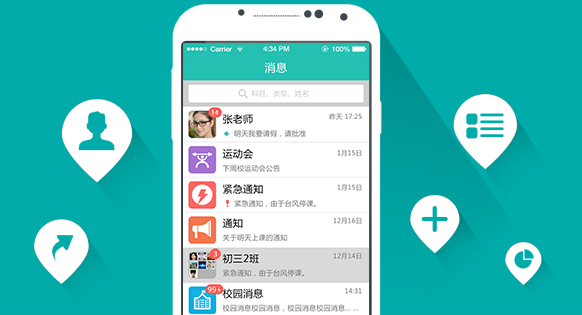 Carrier 4:34 PM 100%
消息
科目、类型、姓名
14
张老师 昨天 17:25
明天我要请假，请批准
运动会 1月15日
下周校运动会公告
紧急通知 1月15日
紧急通知，由于台风停课。
通知 12月16日
关于明天上课的通知
3
初三2班 12月14日
紧急通知，由于台风停课。
99+
校园消息 14:31
校园消息校园消息，校园消息校园消息... ...